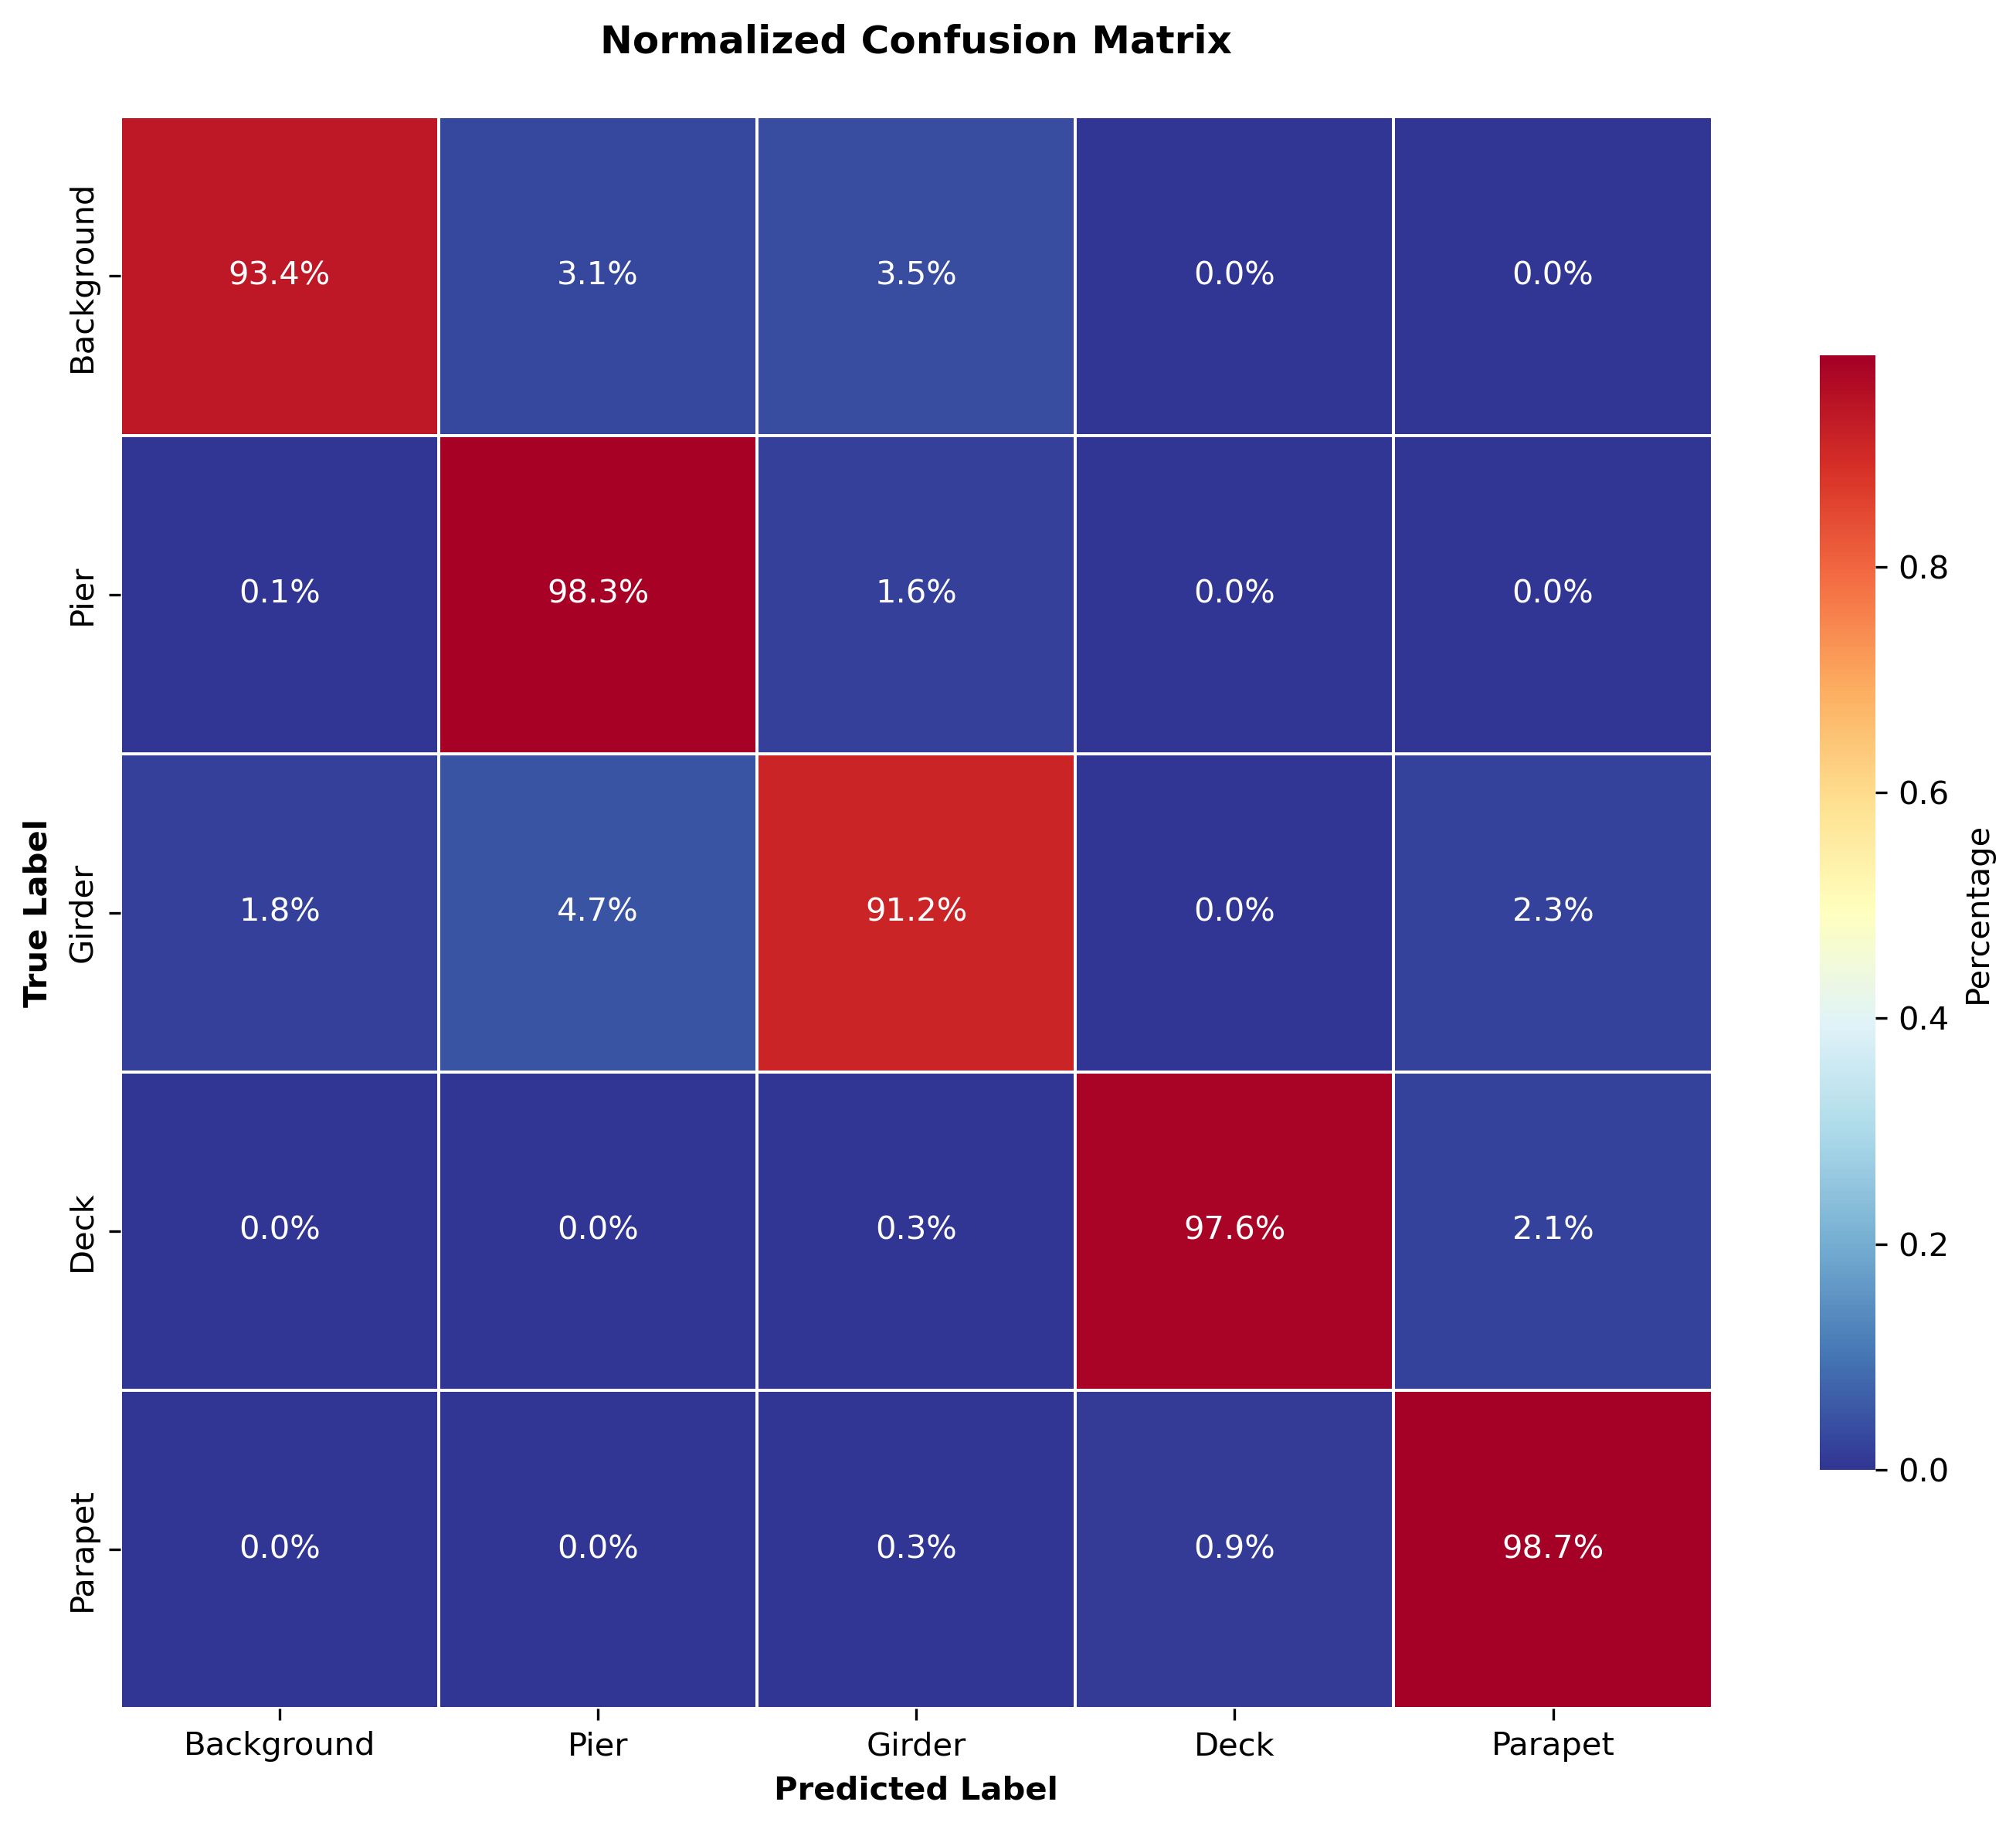 Normalized Confusion Matrix
True Label
Background
93.4% 3.1% 3.5% 0.0% 0.0%
Pier
0.1% 98.3% 1.6% 0.0% 0.0%
Girder
1.8% 4.7% 91.2% 0.0% 2.3%
Deck
0.0% 0.0% 0.3% 97.6% 2.1%
Parapet
0.0% 0.0% 0.3% 0.9% 98.7%
Background Pier Girder Deck Parapet
Predicted Label
0.8
0.6
0.4
0.2
0.0
Percentage